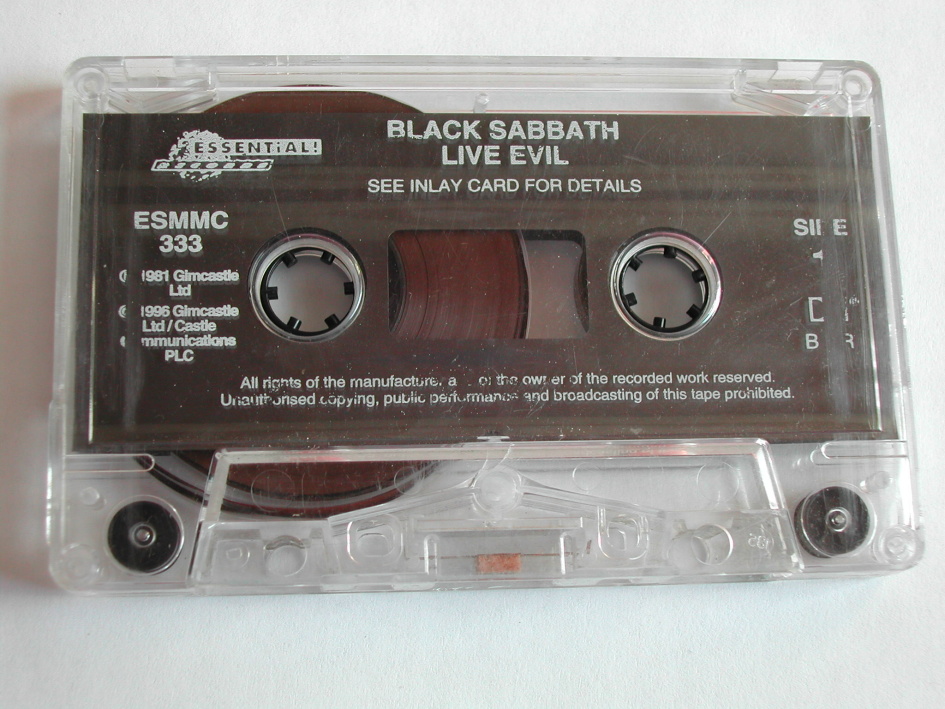 ESSENTiAL!
RECORDS
BLACK SABBATH
LIVE EVIL
SEE INLAY CARD FOR DETAILS
ESMMC
333
1981 Gimcastle
Ltd
1996 Gimcastle
Ltd / Castle
mmunications
PLC
SIDE
1
All rights of the manufacturer a of the owner of the recorded work reserved.
Unauthorised copying, public performance and broadcasting of this tape prohibited.